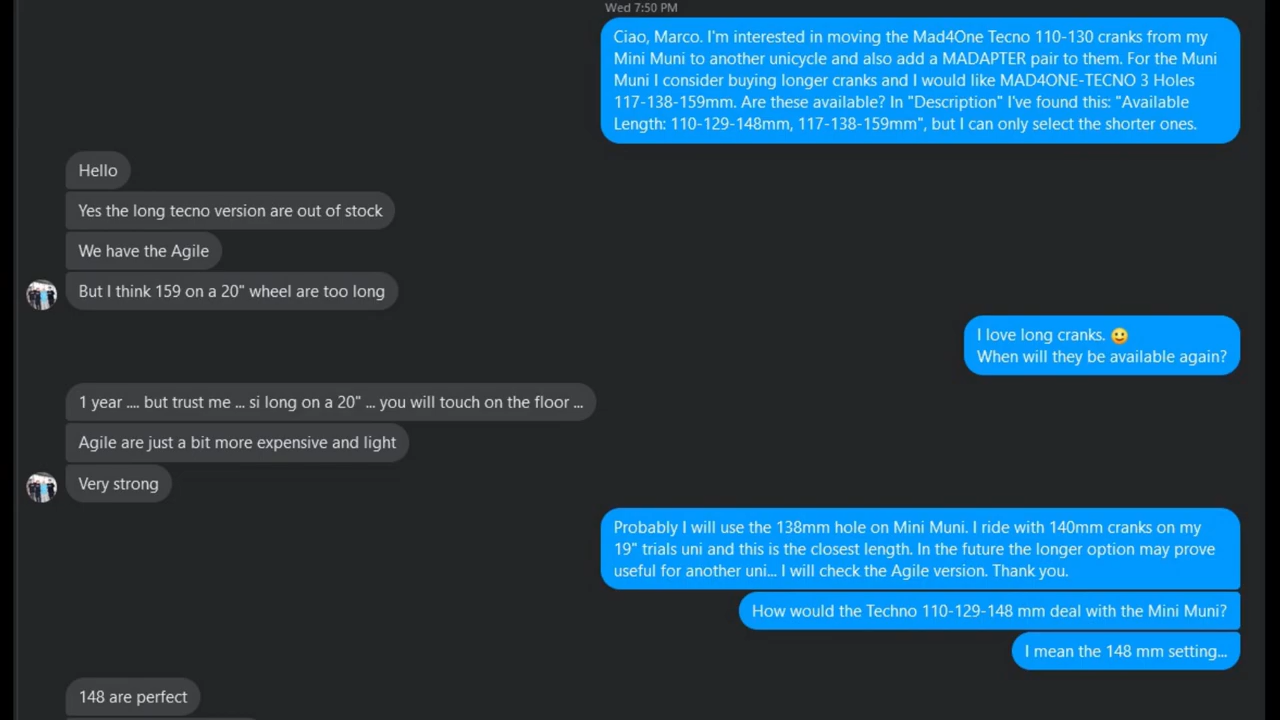 Wed 7:50 PM
Ciao, Marco. I'm interested in moving the Mad4One Tecno 110-130 cranks from my
Mini Muni to another unicycle and also add a MADAPTER pair to them. For the Muni
Muni I consider buying longer cranks and I would like MAD4ONE-TECNO 3 Holes
117-138-159mm. Are these available? In "Description" I've found this: "Available
Length: 110-129-148mm, 117-138-159mm", but I can only select the shorter ones.
Hello
Yes the long tecno version are out of stock
We have the Agile
But I think 159 on a 20" wheel are too long
I love long cranks. 🙂
When will they be available again?
1 year .... but trust me ... si long on a 20" ... you will touch on the floor ...
Agile are just a bit more expensive and light
Very strong
Probably I will use the 138mm hole on Mini Muni. I ride with 140mm cranks on my
19" trials uni and this is the closest length. In the future the longer option may prove
useful for another uni... I will check the Agile version. Thank you.
How would the Techno 110-129-148 mm deal with the Mini Muni?
I mean the 148 mm setting...
148 are perfect